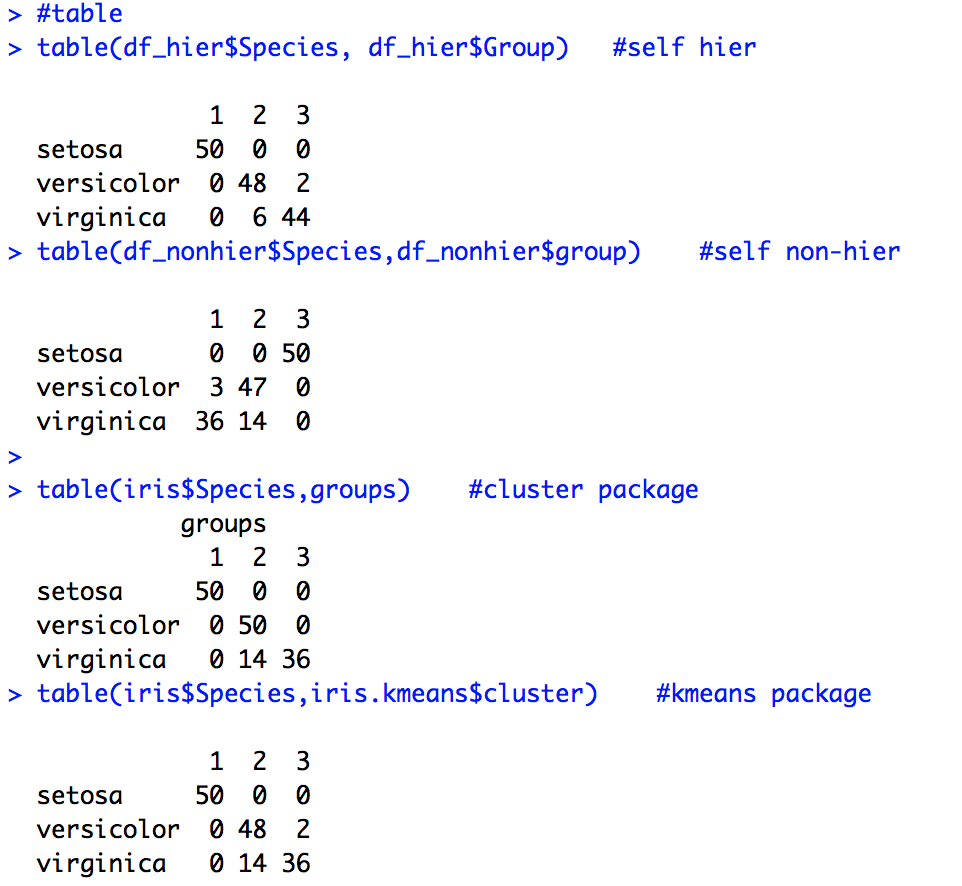 > #table
> table(df_hier$Species, df_hier$Group)   #self hier
            1  2  3
  setosa     50  0  0
  versicolor  0 48  2
  virginica   0  6 44
> table(df_nonhier$Species,df_nonhier$group)    #self non-hier
            1  2  3
  setosa      0  0 50
  versicolor  3 47  0
  virginica  36 14  0
>
> table(iris$Species,groups)    #cluster package
            groups
              1  2  3
  setosa     50  0  0
  versicolor  0 50  0
  virginica   0 14 36
> table(iris$Species,iris.kmeans$cluster)    #kmeans package
              1  2  3
  setosa     50  0  0
  versicolor  0 48  2
  virginica   0 14 36